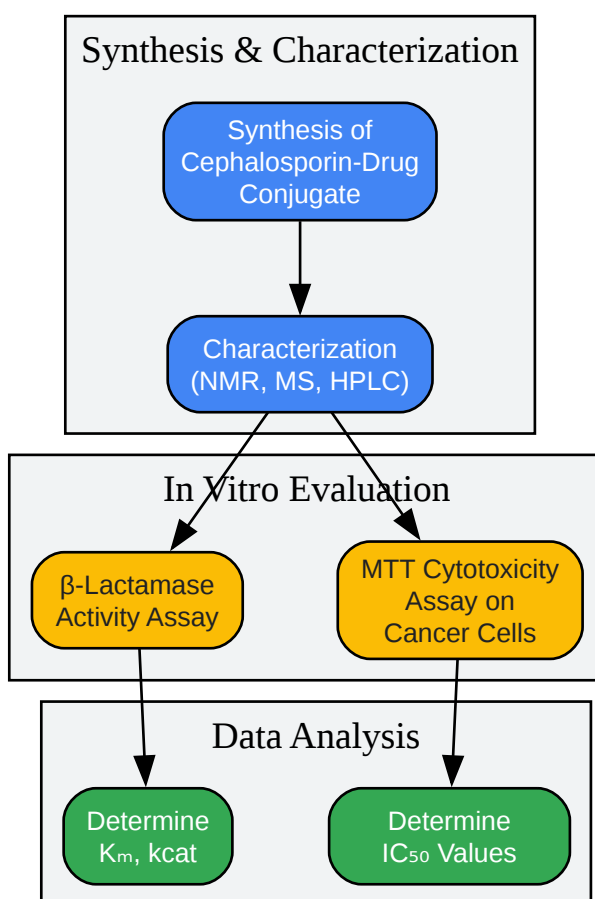 Synthesis & Characterization
Synthesis of
Cephalosporin-Drug
Conjugate
Characterization
(NMR, MS, HPLC)
In Vitro Evaluation
β-Lactamase
Activity Assay
MTT Cytotoxicity
Assay on
Cancer Cells
Data Analysis
Determine
Kₘ, kcat
Determine
IC₅₀ Values